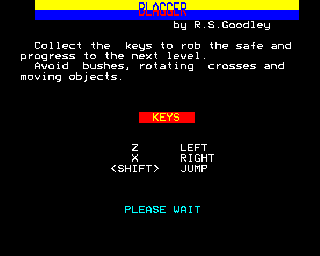 BLAGGER
by R.S.Goodley
Collect the keys to rob the safe and
progress to the next level.
Avoid bushes, rotating crosses and
moving objects.
KEYS
Z LEFT
X RIGHT
<SHIFT> JUMP
PLEASE WAIT